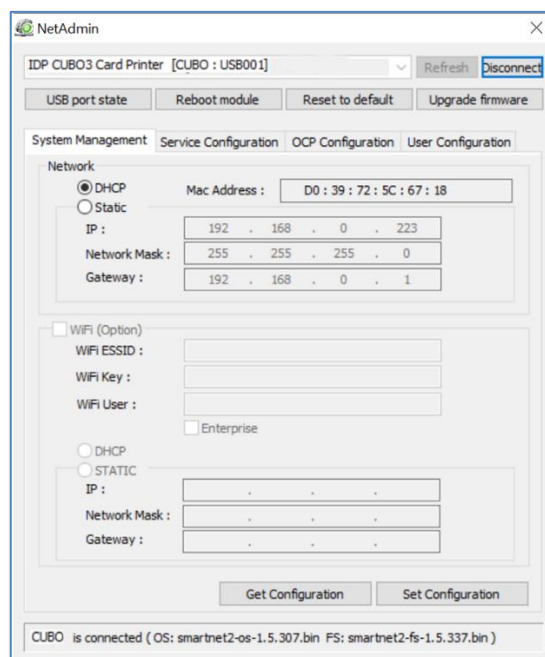 NetAdmin
IDP CUBO3 Card Printer [CUBO : USB001] Refresh Disconnect
USB port state Reboot module Reset to default Upgrade firmware
System Management Service Configuration OCP Configuration User Configuration
Network
DHCP Mac Address : D0 : 39 : 72 : 5C : 67 : 18
Static
IP : 192 . 168 . 0 . 223
Network Mask : 255 . 255 . 255 . 0
Gateway : 192 . 168 . 0 . 1
WiFi (Option)
WiFi ESSID :
WiFi Key :
WiFi User :
Enterprise
DHCP
STATIC
IP : . . .
Network Mask : . . .
Gateway : . . .
Get Configuration Set Configuration
CUBO is connected ( OS: smartnet2-os-1.5.307.bin FS: smartnet2-fs-1.5.337.bin )